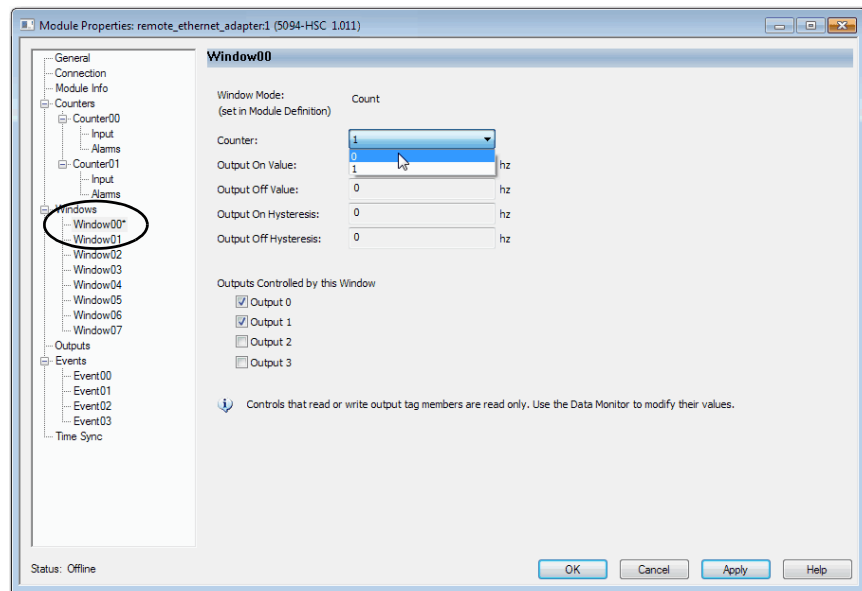 Module Properties: remote_ethernet_adapter:1 (5094-HSC 1.011)
General
Connection
Module Info
Counters
Counter00
Input
Alarms
Counter01
Input
Alarms
Windows
Window00*
Window01
Window02
Window03
Window04
Window05
Window06
Window07
Outputs
Events
Event00
Event01
Event02
Event03
Time Sync
Window00
Window Mode: Count
(set in Module Definition)
Counter: 1
0
1
Output On Value: hz
Output Off Value: 0 hz
Output On Hysteresis: 0 hz
Output Off Hysteresis: 0 hz
Outputs Controlled by this Window
Output 0
Output 1
Output 2
Output 3
Controls that read or write output tag members are read only. Use the Data Monitor to modify their values.
Status: Offline
OK Cancel Apply Help